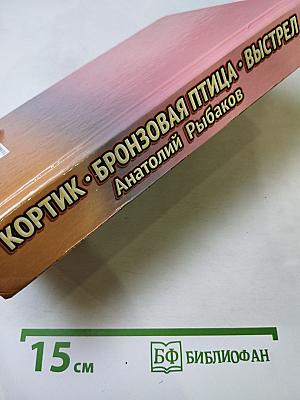 КОРТИК · БРОНЗОВАЯ ПТИЦА · ВЫСТРЕЛ
Анатолий Рыбаков
15 см
БФ БИБЛИОФАН